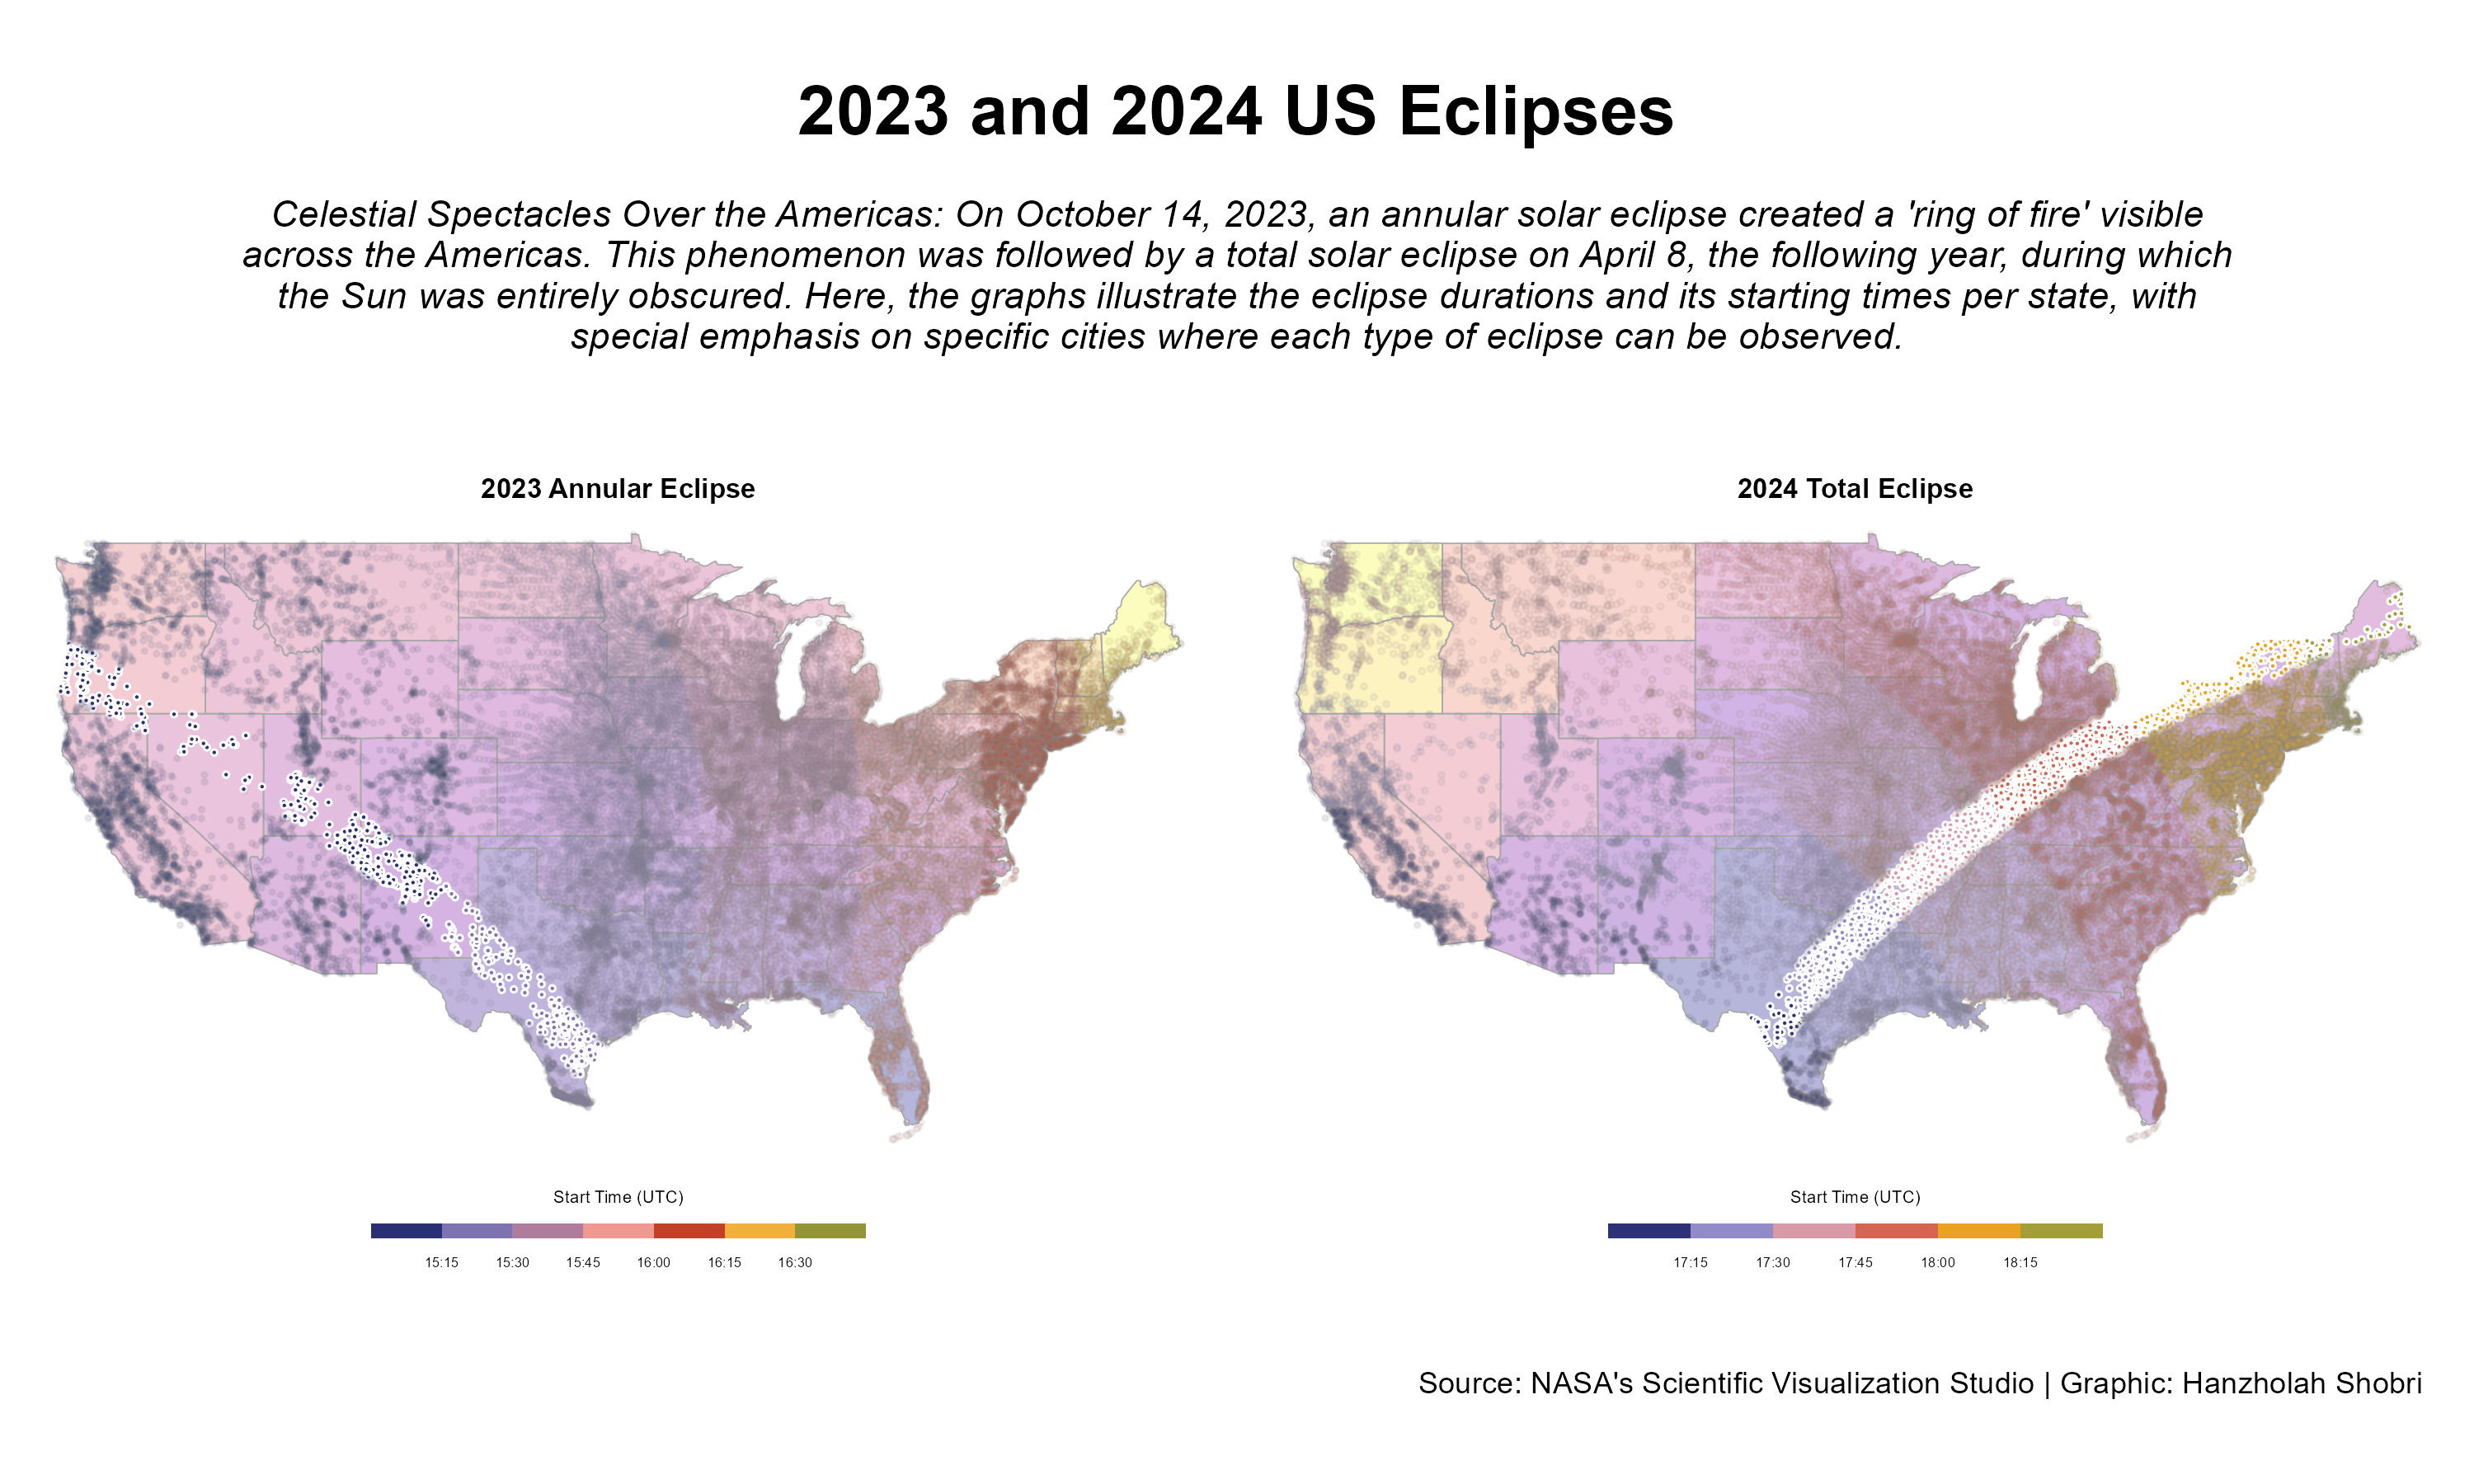 2023 and 2024 US Eclipses
Celestial Spectacles Over the Americas: On October 14, 2023, an annular solar eclipse created a 'ring of fire' visible
across the Americas. This phenomenon was followed by a total solar eclipse on April 8, the following year, during which
the Sun was entirely obscured. Here, the graphs illustrate the eclipse durations and its starting times per state, with
special emphasis on specific cities where each type of eclipse can be observed.
2023 Annular Eclipse
2024 Total Eclipse
Start Time (UTC)
15:15 15:30 15:45 16:00 16:15 16:30
Start Time (UTC)
17:15 17:30 17:45 18:00 18:15
Source: NASA's Scientific Visualization Studio | Graphic: Hanzholah Shobri